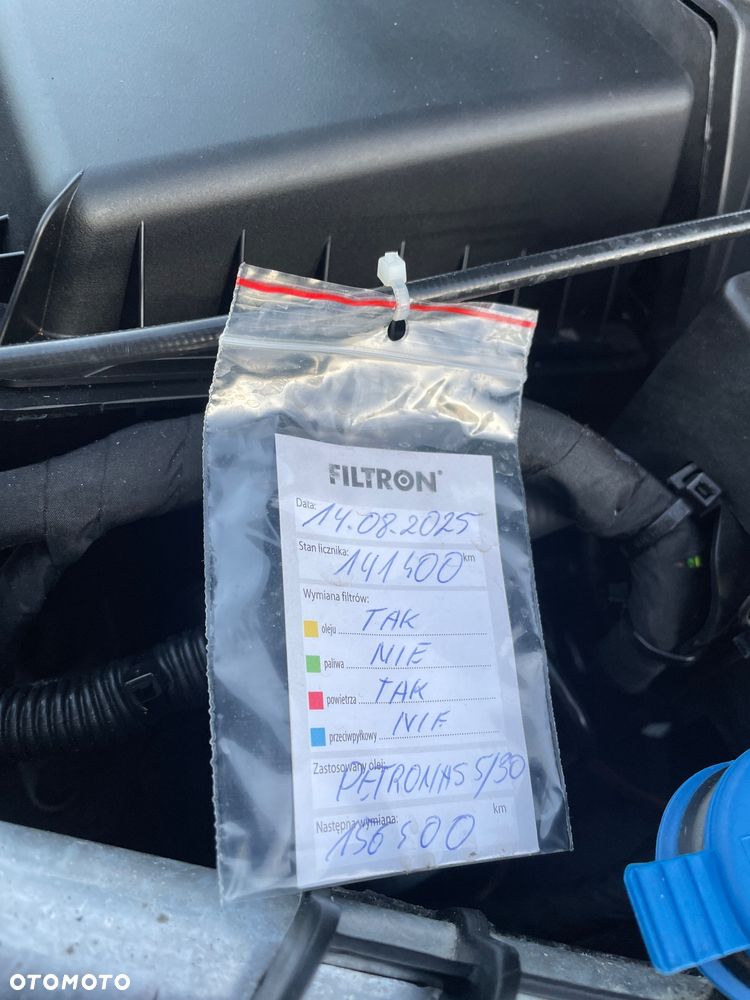 FILTRON®
Data: 14.08.2025
Stan licznika: 141400 km
Wymiana filtrów:
oleju TAK
paliwa NIE
powietrza TAK
przeciwpyłkowy NIE
Zastosowany olej:
PETRONAS 5/30
Następna wymiana: km
156400
OTOMOTO